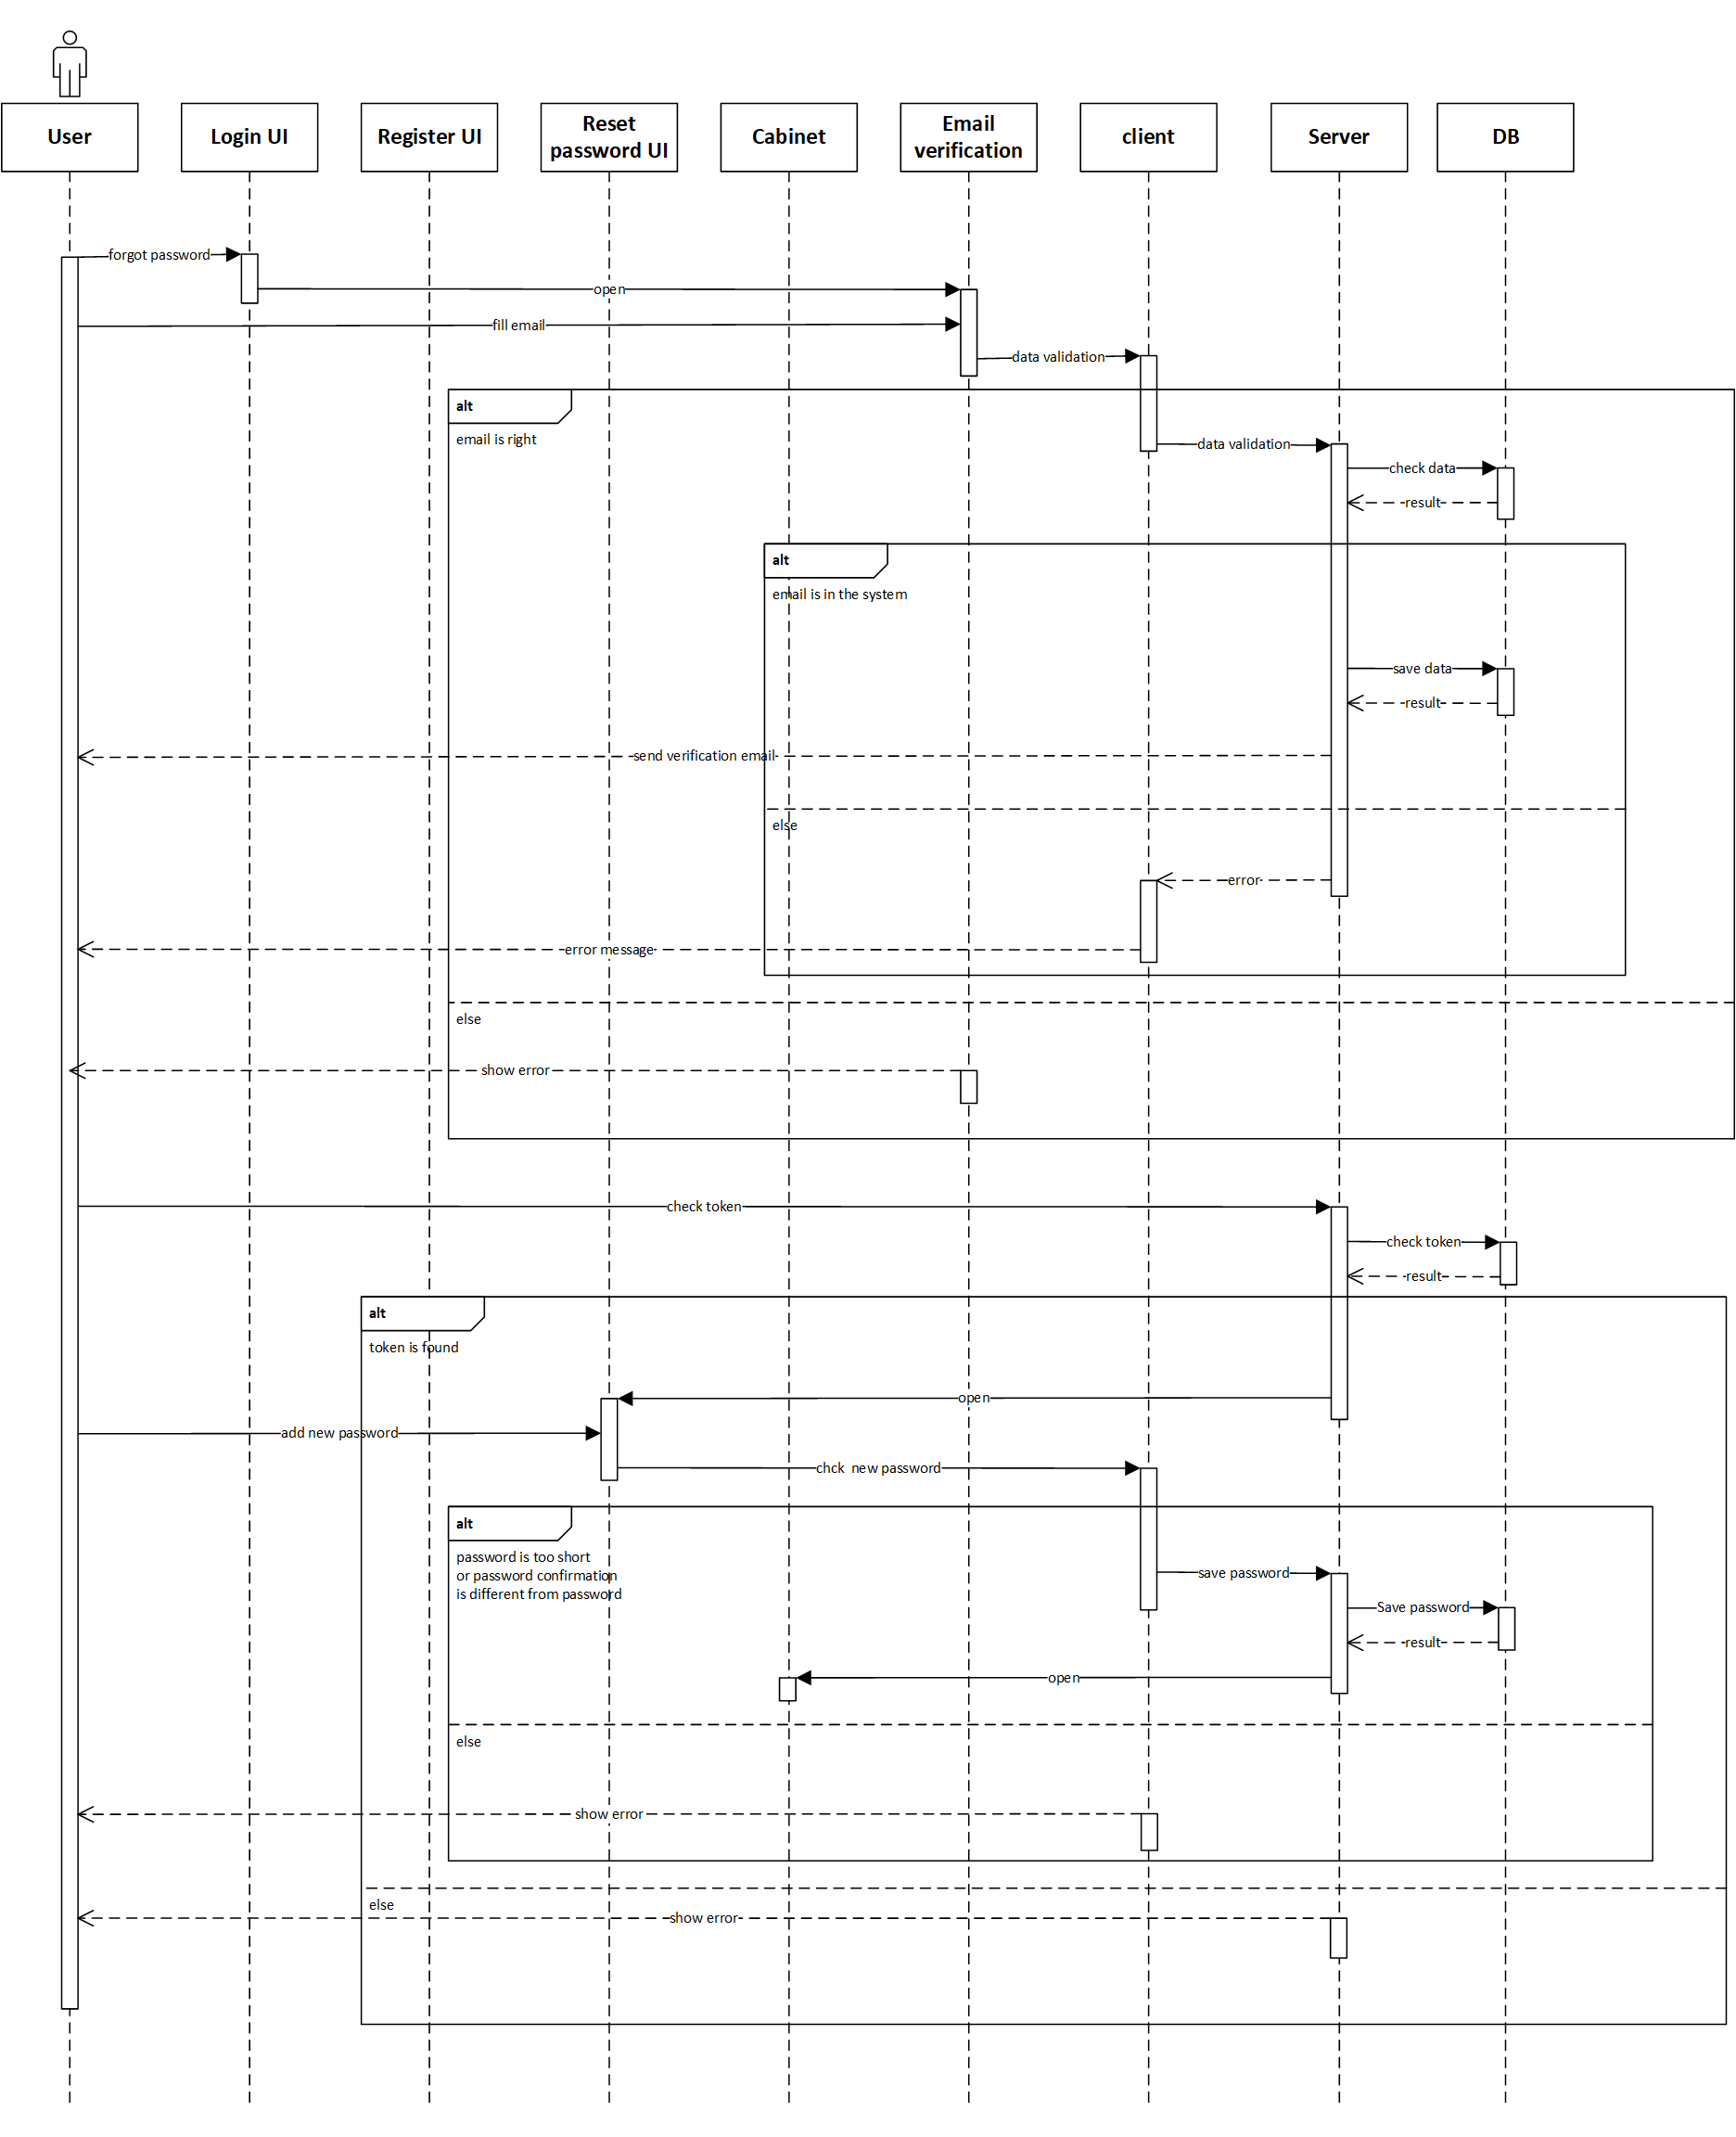 User
Login UI
Register UI
Reset
password UI
Cabinet
Email
verification
client
Server
DB
forgot password
open
fill email
data validation
alt
email is right
data validation
check data
result
alt
email is in the system
save data
result
send verification email
else
error
error message
else
show error
check token
check token
result
alt
token is found
open
add new password
chck  new password
alt
password is too short
or password confirmation
is different from password
save password
Save password
result
open
else
show error
else
show error